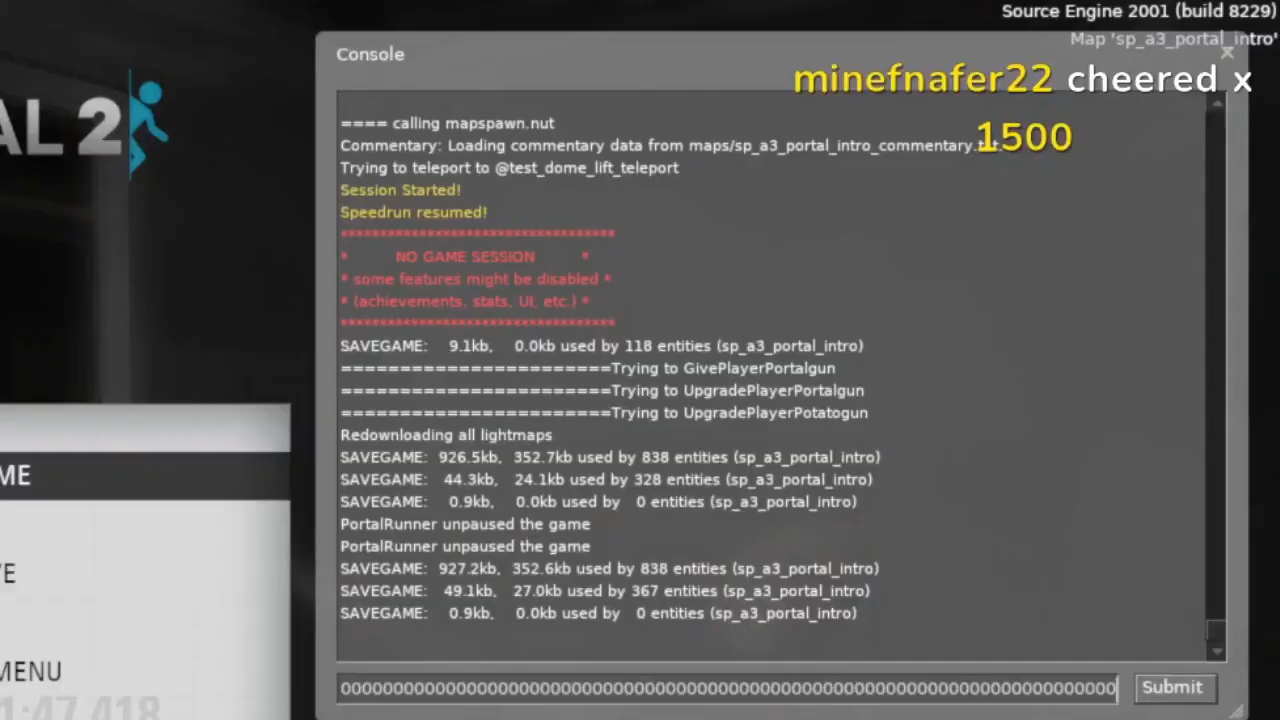 Source Engine 2001 (build 8229)
Map 'sp_a3_portal_intro'
Console
minefnafer22 cheered x
1500
AL 2
==== calling mapspawn.nut
Commentary: Loading commentary data from maps/sp_a3_portal_intro_commentary.txt.
Trying to teleport to @test_dome_lift_teleport
Session Started!
Speedrun resumed!
***********************************
* NO GAME SESSION *
* some features might be disabled *
* (achievements, stats, UI, etc.) *
***********************************
SAVEGAME: 9.1kb, 0.0kb used by 118 entities (sp_a3_portal_intro)
=======================Trying to GivePlayerPortalgun
=======================Trying to UpgradePlayerPortalgun
=======================Trying to UpgradePlayerPotatogun
Redownloading all lightmaps
SAVEGAME: 926.5kb, 352.7kb used by 838 entities (sp_a3_portal_intro)
SAVEGAME: 44.3kb, 24.1kb used by 328 entities (sp_a3_portal_intro)
SAVEGAME: 0.9kb, 0.0kb used by 0 entities (sp_a3_portal_intro)
PortalRunner unpaused the game
PortalRunner unpaused the game
SAVEGAME: 927.2kb, 352.6kb used by 838 entities (sp_a3_portal_intro)
SAVEGAME: 49.1kb, 27.0kb used by 367 entities (sp_a3_portal_intro)
SAVEGAME: 0.9kb, 0.0kb used by 0 entities (sp_a3_portal_intro)
ME
VE
MENU
1:47.418
0000000000000000000000000000000000000000000000000000000000000000000000000
Submit